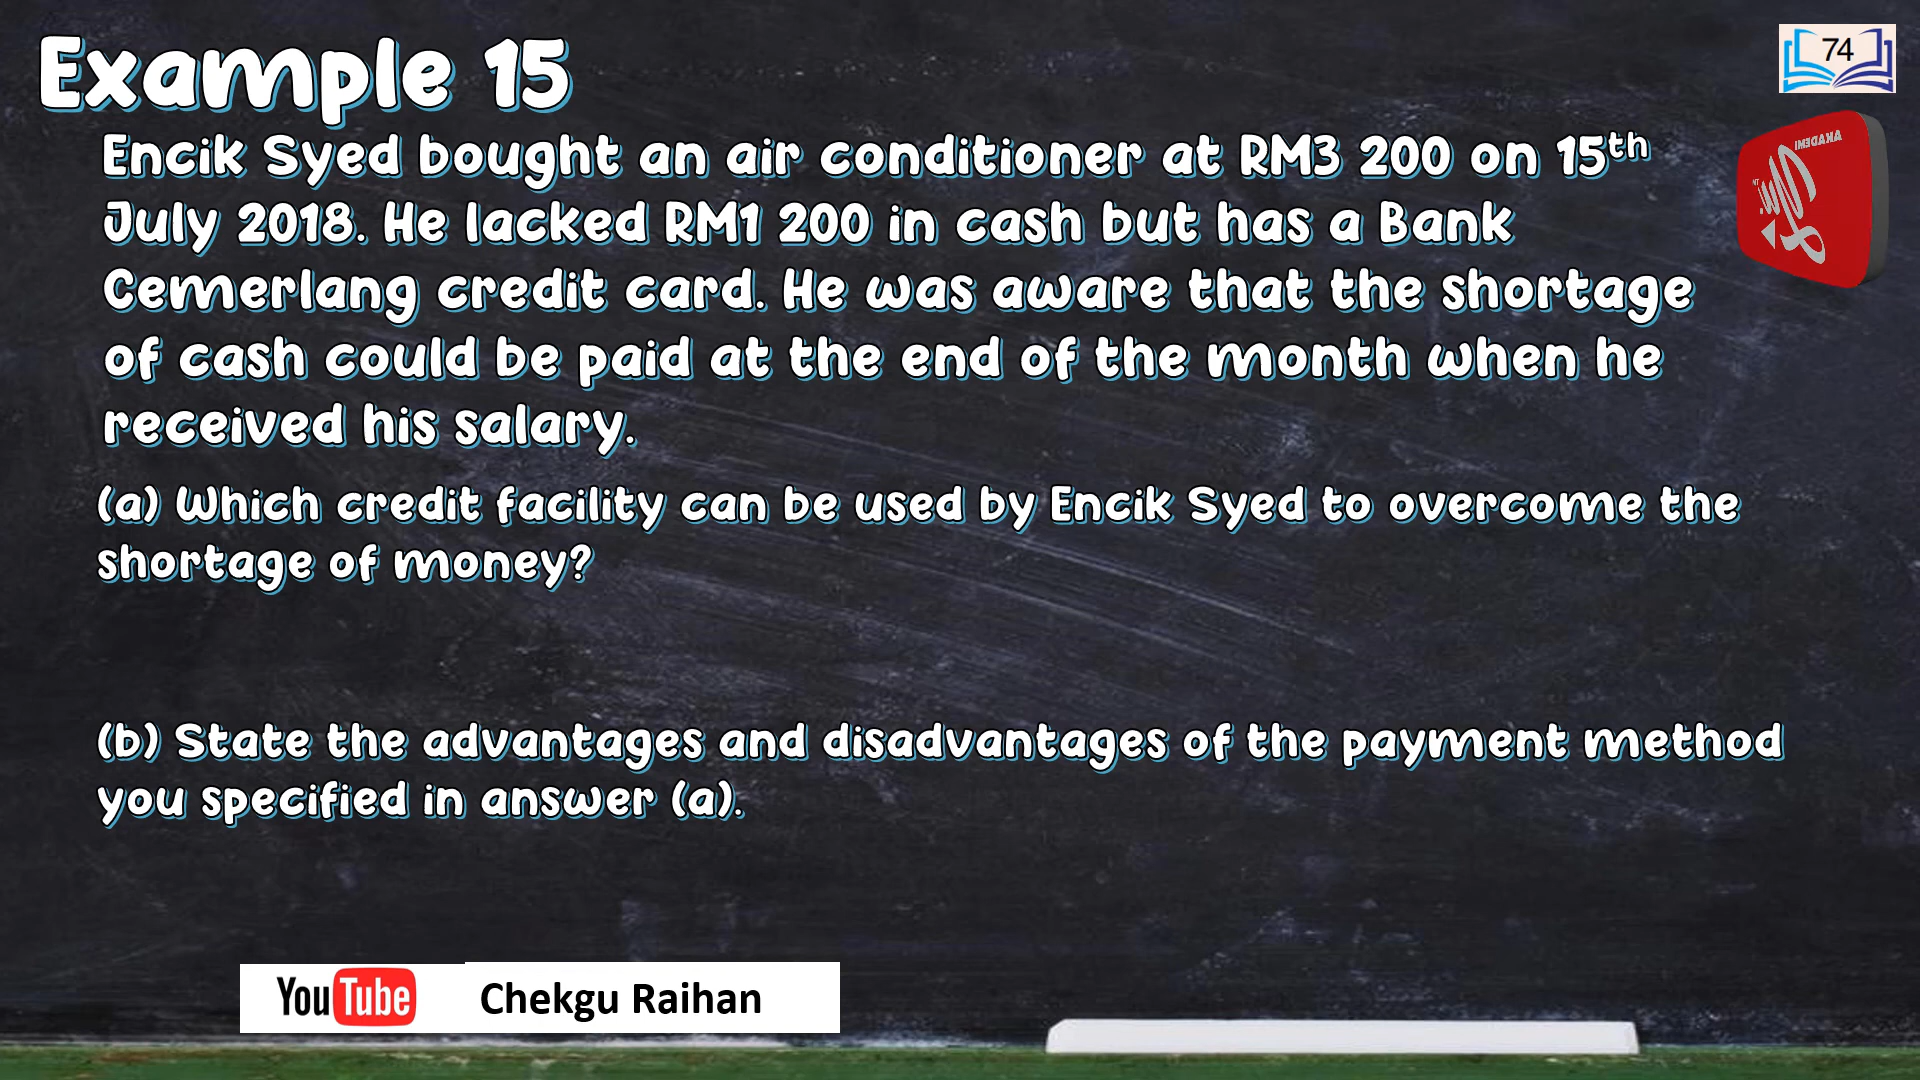 Example 15
74
Encik Syed bought an air conditioner at RM3 200 on 15th
July 2018. He lacked RM1 200 in cash but has a Bank
Cemerlang credit card. He was aware that the shortage
of cash could be paid at the end of the month when he
received his salary.
(a) Which credit facility can be used by Encik Syed to overcome the
shortage of money?
(b) State the advantages and disadvantages of the payment method
you specified in answer (a).
YouTube Chekgu Raihan
AKADEMI